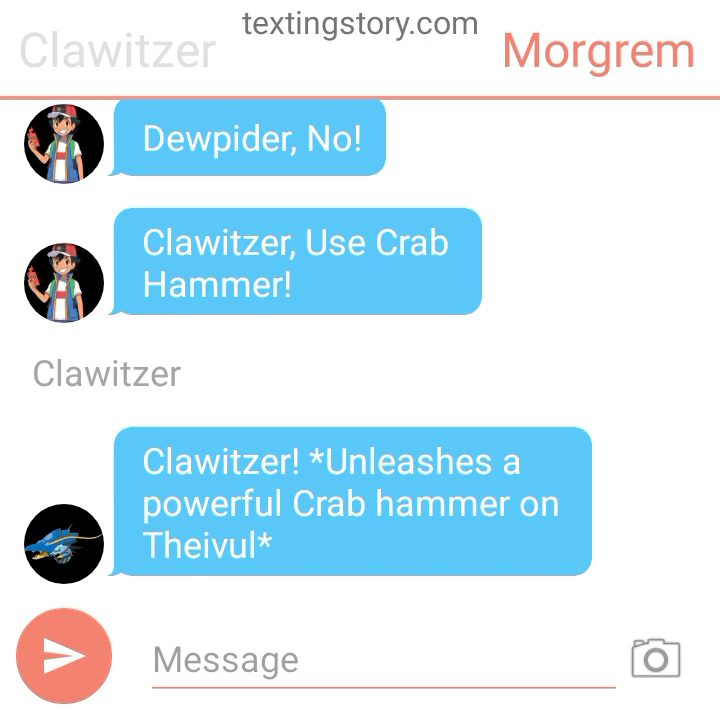 textingstory.com
Clawitzer
Morgrem
Dewpider, No!
Clawitzer, Use Crab
Hammer!
Clawitzer
Clawitzer! *Unleashes a
powerful Crab hammer on
Theivul*
Message